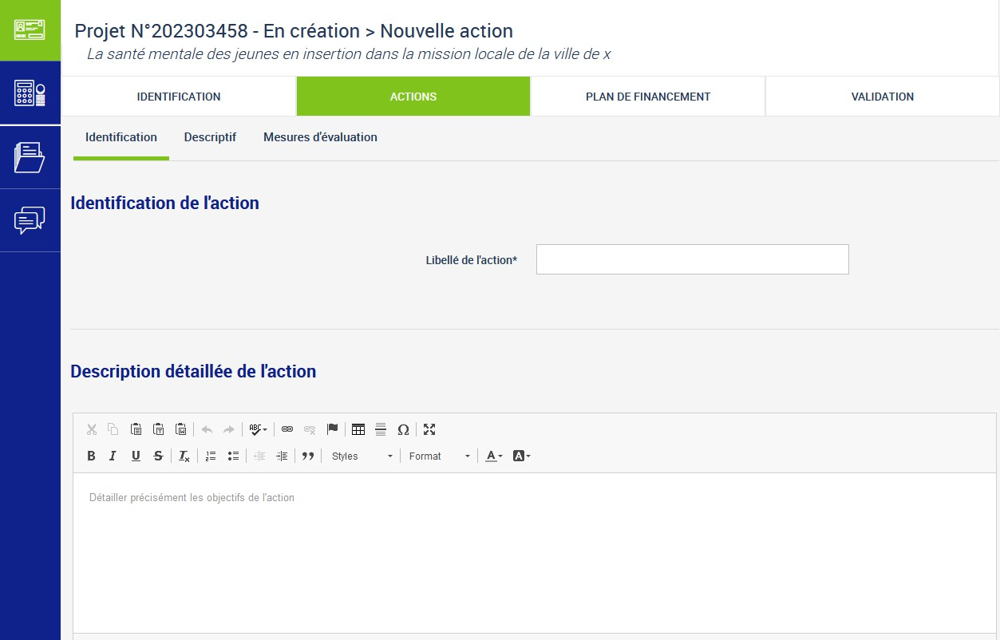 Projet N°202303458 - En création > Nouvelle action
La santé mentale des jeunes en insertion dans la mission locale de la ville de x
IDENTIFICATION
ACTIONS
PLAN DE FINANCEMENT
VALIDATION
Identification
Descriptif
Mesures d'évaluation
Identification de l'action
Libellé de l'action*
Description détaillée de l'action
ABC
B I U S Ix Styles Format A A
Détailler précisément les objectifs de l'action